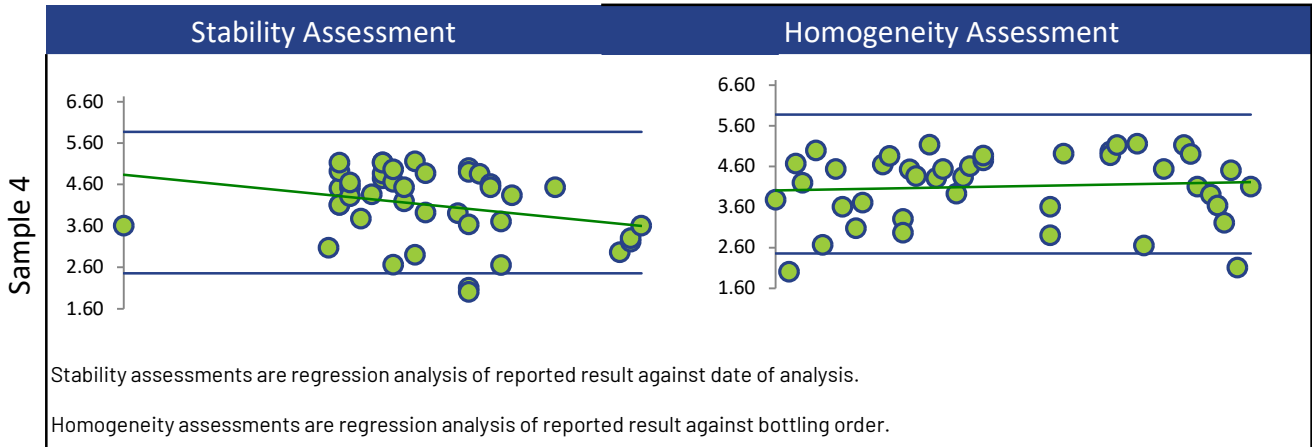 Stability Assessment
Homogeneity Assessment
Sample 4
6.60
5.60
4.60
3.60
2.60
1.60
6.60
5.60
4.60
3.60
2.60
1.60
Stability assessments are regression analysis of reported result against date of analysis.
Homogeneity assessments are regression analysis of reported result against bottling order.